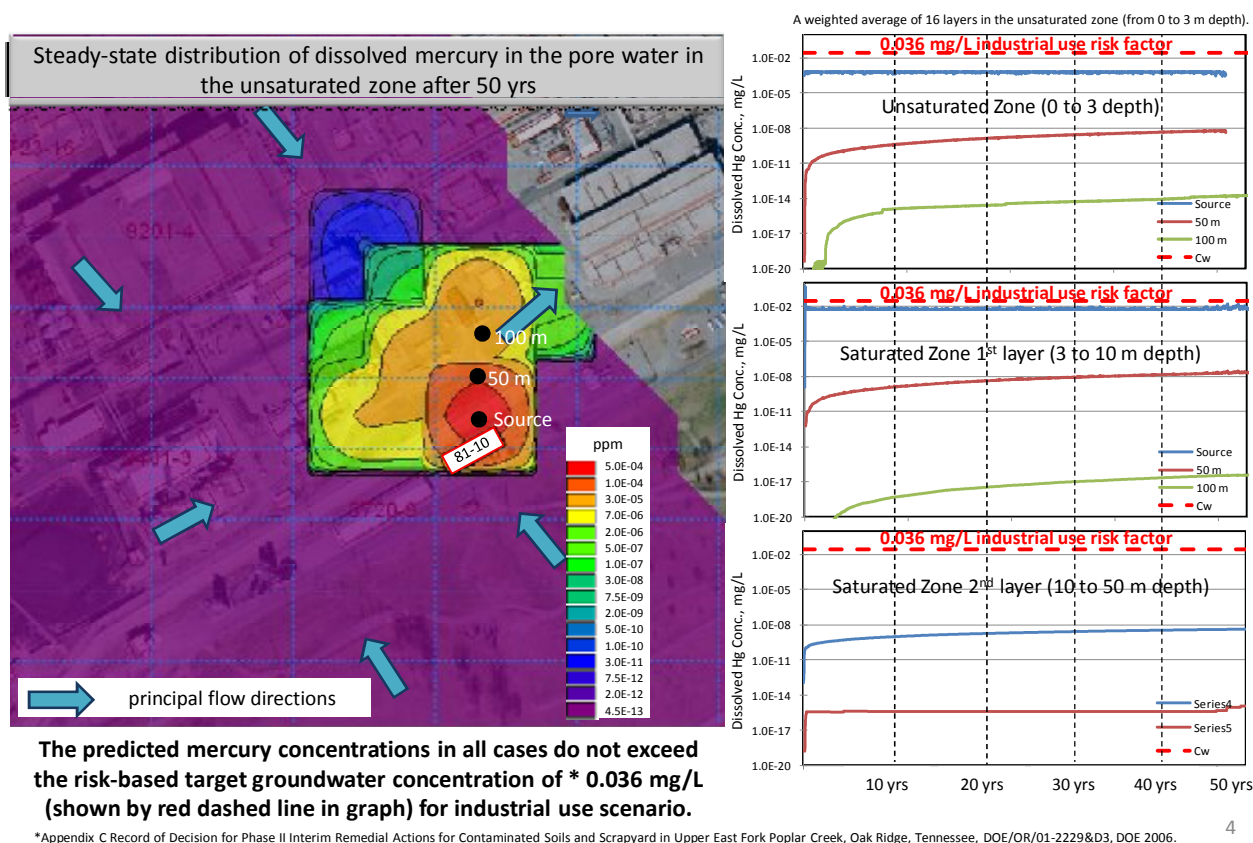 A weighted average of 16 layers in the unsaturated zone (from 0 to 3 m depth).
Steady-state distribution of dissolved mercury in the pore water in
the unsaturated zone after 50 yrs
9201-4
100 m
50 m
Source
81-10
ppm
5.0E-04
1.0E-04
3.0E-05
7.0E-06
2.0E-06
5.0E-07
1.0E-07
3.0E-08
7.5E-09
2.0E-09
5.0E-10
1.0E-10
3.0E-11
7.5E-12
2.0E-12
4.5E-13
principal flow directions
The predicted mercury concentrations in all cases do not exceed
the risk-based target groundwater concentration of * 0.036 mg/L
(shown by red dashed line in graph) for industrial use scenario.
0.036 mg/L industrial use risk factor
Unsaturated Zone (0 to 3 depth)
Dissolved Hg Conc., mg/L
1.0E-02
1.0E-05
1.0E-08
1.0E-11
1.0E-14
1.0E-17
1.0E-20
Source
50 m
100 m
Cw
0.036 mg/L industrial use risk factor
Saturated Zone 1st layer (3 to 10 m depth)
Dissolved Hg Conc., mg/L
1.0E-02
1.0E-05
1.0E-08
1.0E-11
1.0E-14
1.0E-17
1.0E-20
Source
50 m
100 m
Cw
0.036 mg/L industrial use risk factor
Saturated Zone 2nd layer (10 to 50 m depth)
Dissolved Hg Conc., mg/L
1.0E-02
1.0E-05
1.0E-08
1.0E-11
1.0E-14
1.0E-17
1.0E-20
Series4
Series5
Cw
10 yrs
20 yrs
30 yrs
40 yrs
50 yrs
*Appendix C Record of Decision for Phase II Interim Remedial Actions for Contaminated Soils and Scrapyard in Upper East Fork Poplar Creek, Oak Ridge, Tennessee, DOE/OR/01-2229&D3, DOE 2006.
4